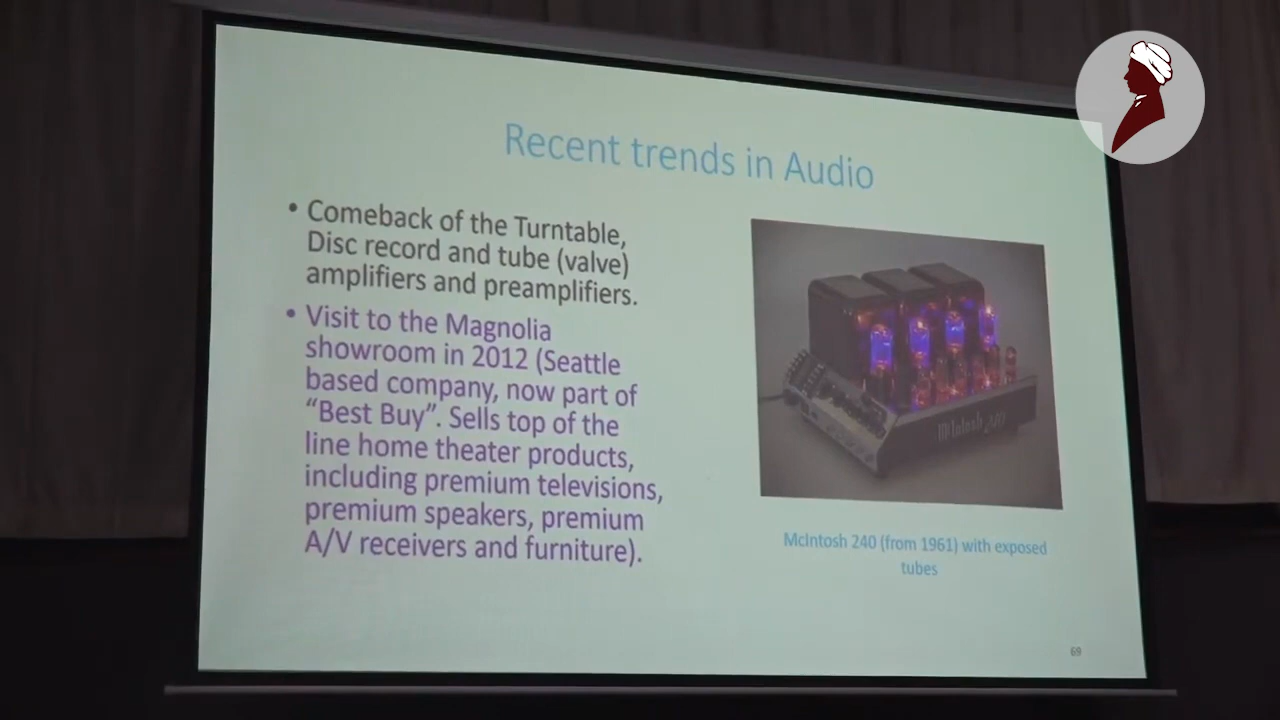 Recent trends in Audio
• Comeback of the Turntable,
Disc record and tube (valve)
amplifiers and preamplifiers.
• Visit to the Magnolia
showroom in 2012 (Seattle
based company, now part of
“Best Buy”. Sells top of the
line home theater products,
including premium televisions,
premium speakers, premium
A/V receivers and furniture).
McIntosh 240
McIntosh 240 (from 1961) with exposed
tubes
69